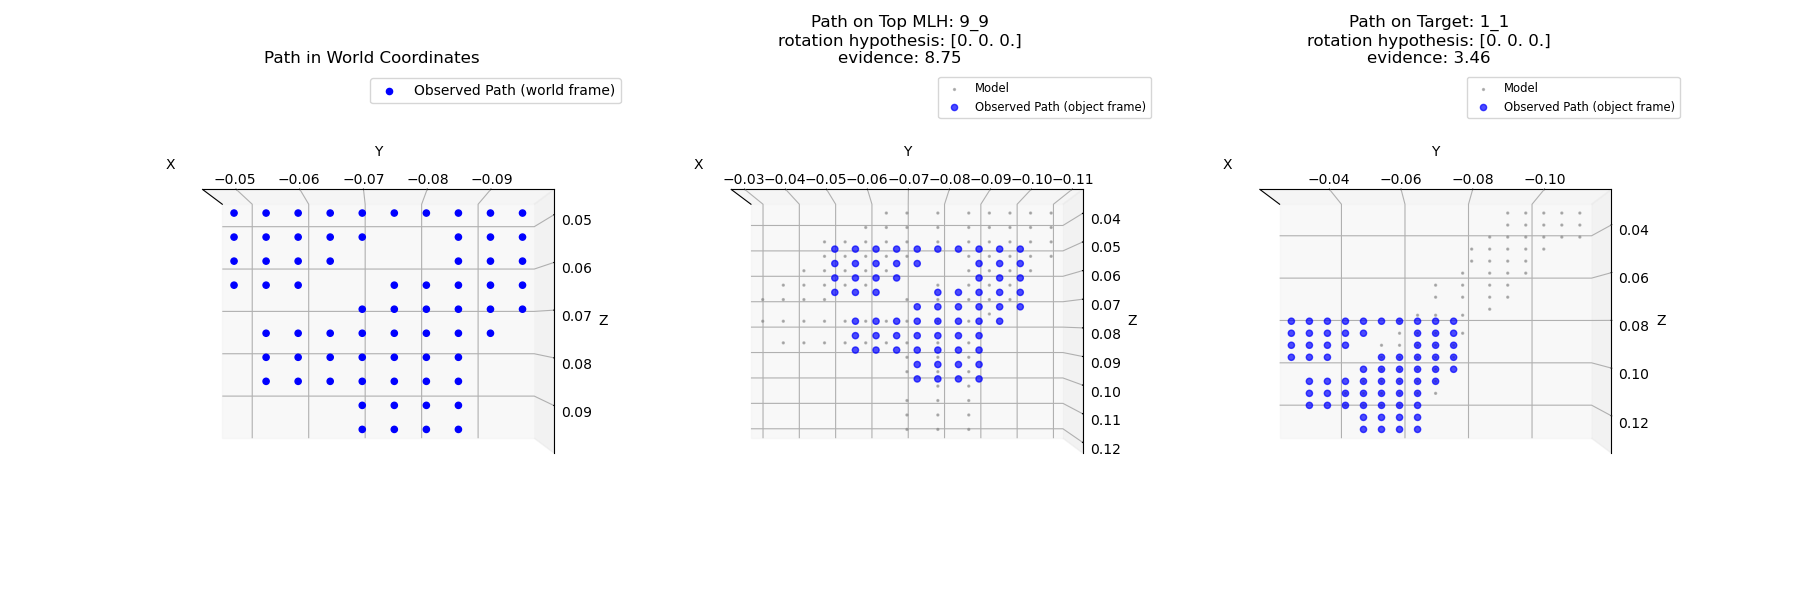 Path in World Coordinates
Observed Path (world frame)
X
Y
−0.05 −0.06 −0.07 −0.08 −0.09
0.05
0.06
0.07
Z
0.08
0.09
Path on Top MLH: 9_9
rotation hypothesis: [0. 0. 0.]
evidence: 8.75
Model
Observed Path (object frame)
X
Y
−0.03 −0.04 −0.05 −0.06 −0.07 −0.08 −0.09 −0.10 −0.11
0.04
0.05
0.06
0.07
Z
0.08
0.09
0.10
0.11
0.12
Path on Target: 1_1
rotation hypothesis: [0. 0. 0.]
evidence: 3.46
Model
Observed Path (object frame)
X
Y
−0.04 −0.06 −0.08 −0.10
0.04
0.06
0.08
Z
0.10
0.12